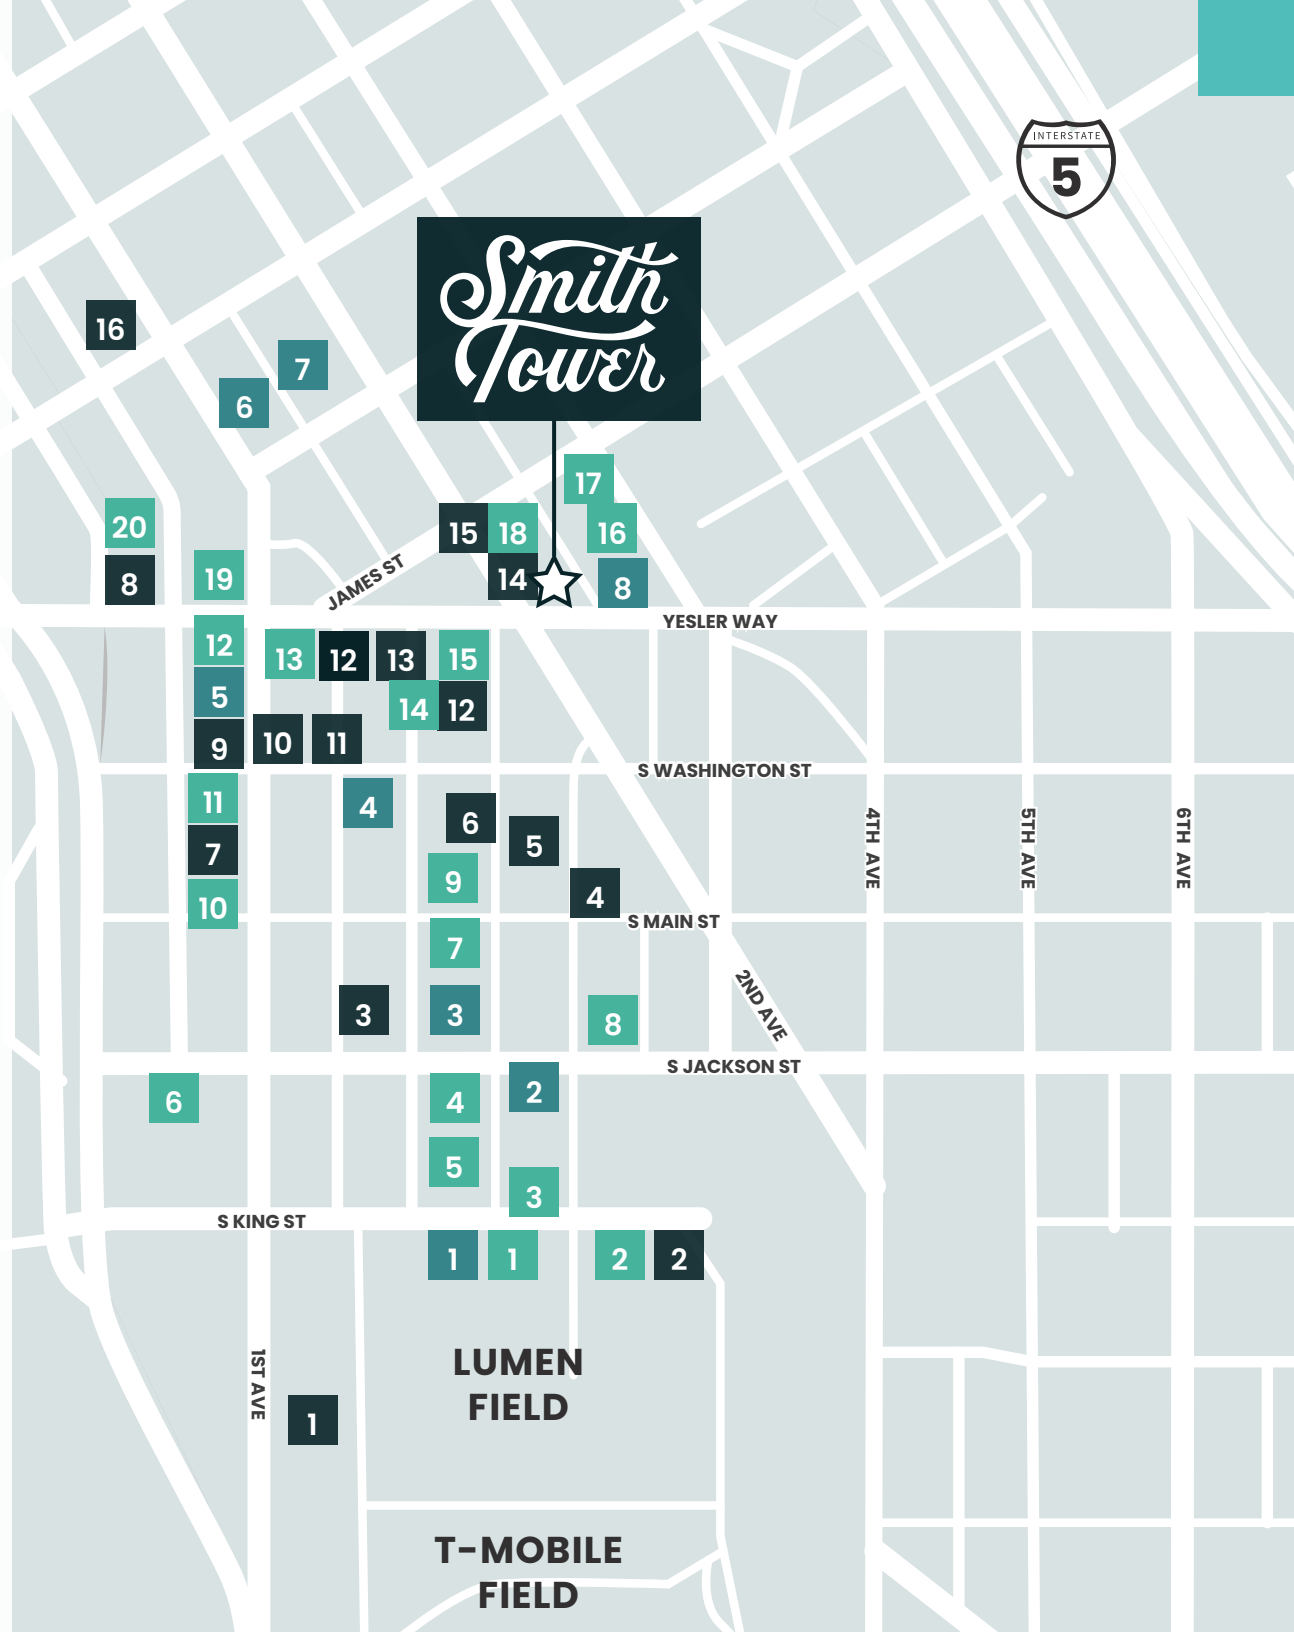 INTERSTATE
5
Smith
Tower
16
7
6
17
15
18
16
20
14
8
8
19
JAMES ST
YESLER WAY
12
13
12
13
15
5
14
12
9
10
11
S WASHINGTON ST
11
4
6
5
7
4TH AVE
5TH AVE
6TH AVE
9
4
10
S MAIN ST
7
3
3
8
2ND AVE
S JACKSON ST
6
4
2
5
3
S KING ST
1
1
2
2
LUMEN
FIELD
1ST AVE
1
T-MOBILE
FIELD